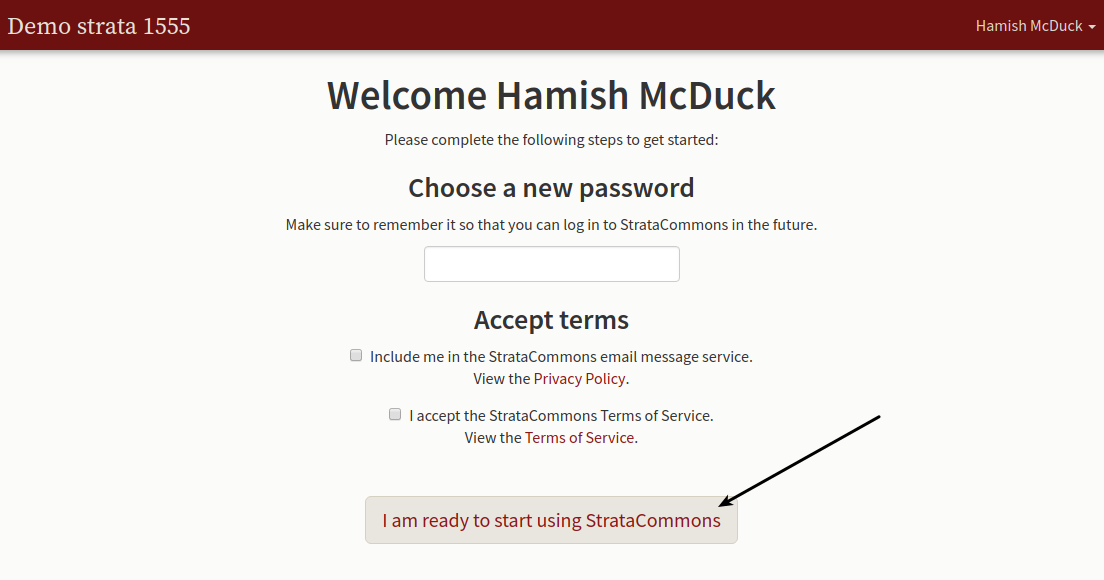 Demo strata 1555
Hamish McDuck
Welcome Hamish McDuck
Please complete the following steps to get started:
Choose a new password
Make sure to remember it so that you can log in to StrataCommons in the future.
Accept terms
Include me in the StrataCommons email message service.
View the Privacy Policy.
I accept the StrataCommons Terms of Service.
View the Terms of Service.
I am ready to start using StrataCommons